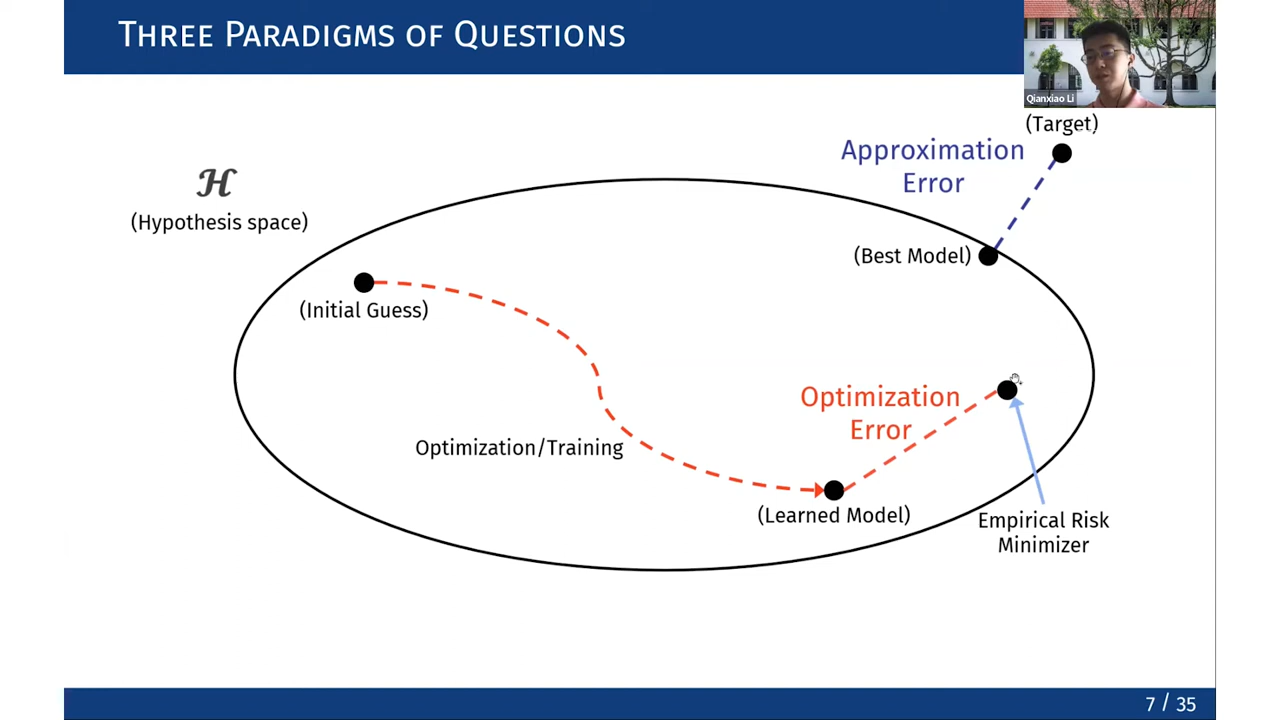 THREE PARADIGMS OF QUESTIONS
Qianxiao Li
(Target)
Approximation
Error
ℋ
(Hypothesis space)
(Best Model)
(Initial Guess)
Optimization
Error
Optimization/Training
(Learned Model)
Empirical Risk
Minimizer
7 / 35